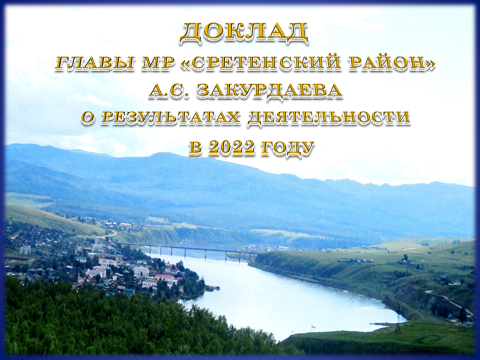 ДОКЛАД
ГЛАВЫ МР «СРЕТЕНСКИЙ РАЙОН»
А.С. ЗАКУРДАЕВА
О РЕЗУЛЬТАТАХ ДЕЯТЕЛЬНОСТИ
В 2022 ГОДУ